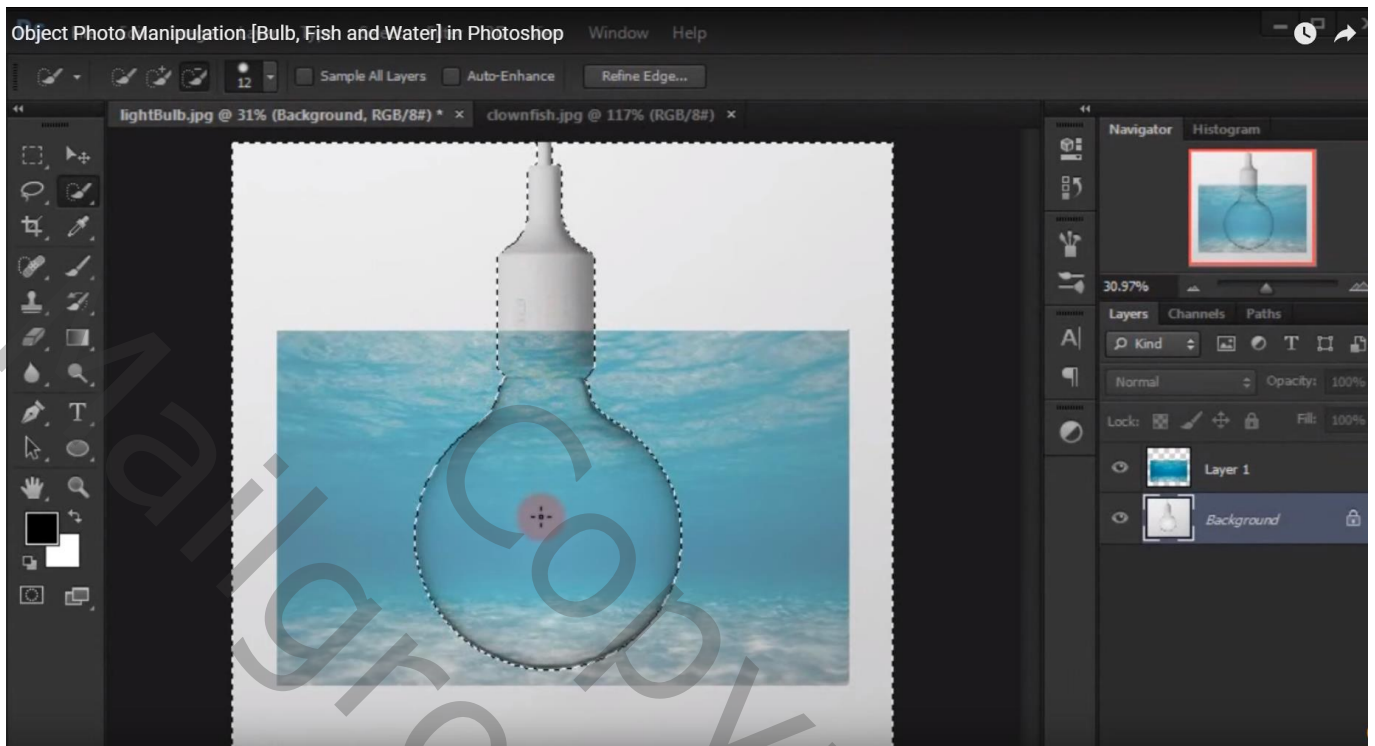 Object Photo Manipulation [Bulb, Fish and Water] in Photoshop
Window Help
12 Sample All Layers Auto-Enhance Refine Edge...
lightBulb.jpg @ 31% (Background, RGB/8#) * × clownfish.jpg @ 117% (RGB/8#) ×
Navigator Histogram
30.97%
Layers Channels Paths
Kind
Normal Opacity: 100%
Lock: Fill: 100%
Layer 1
Background